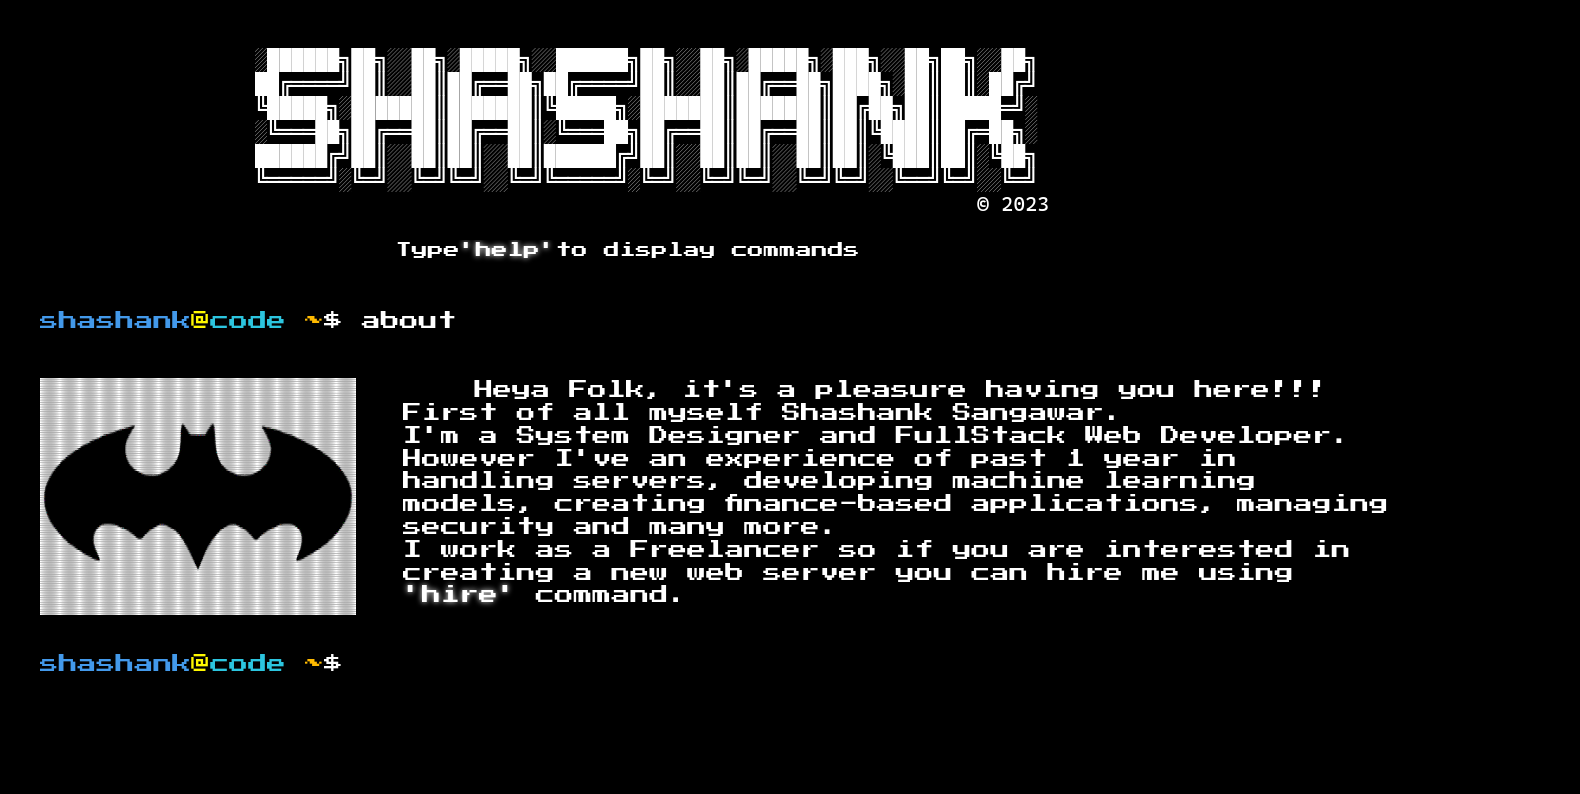 SHASHANK
© 2023
Type 'help' to display commands
shashank@code ~$ about
Heya Folk, it's a pleasure having you here!!!
First of all myself Shashank Sangawar.
I'm a System Designer and FullStack Web Developer.
However I've an experience of past 1 year in
handling servers, developing machine learning
models, creating finance-based applications, managing
security and many more.
I work as a Freelancer so if you are interested in
creating a new web server you can hire me using
'hire' command.
shashank@code ~$